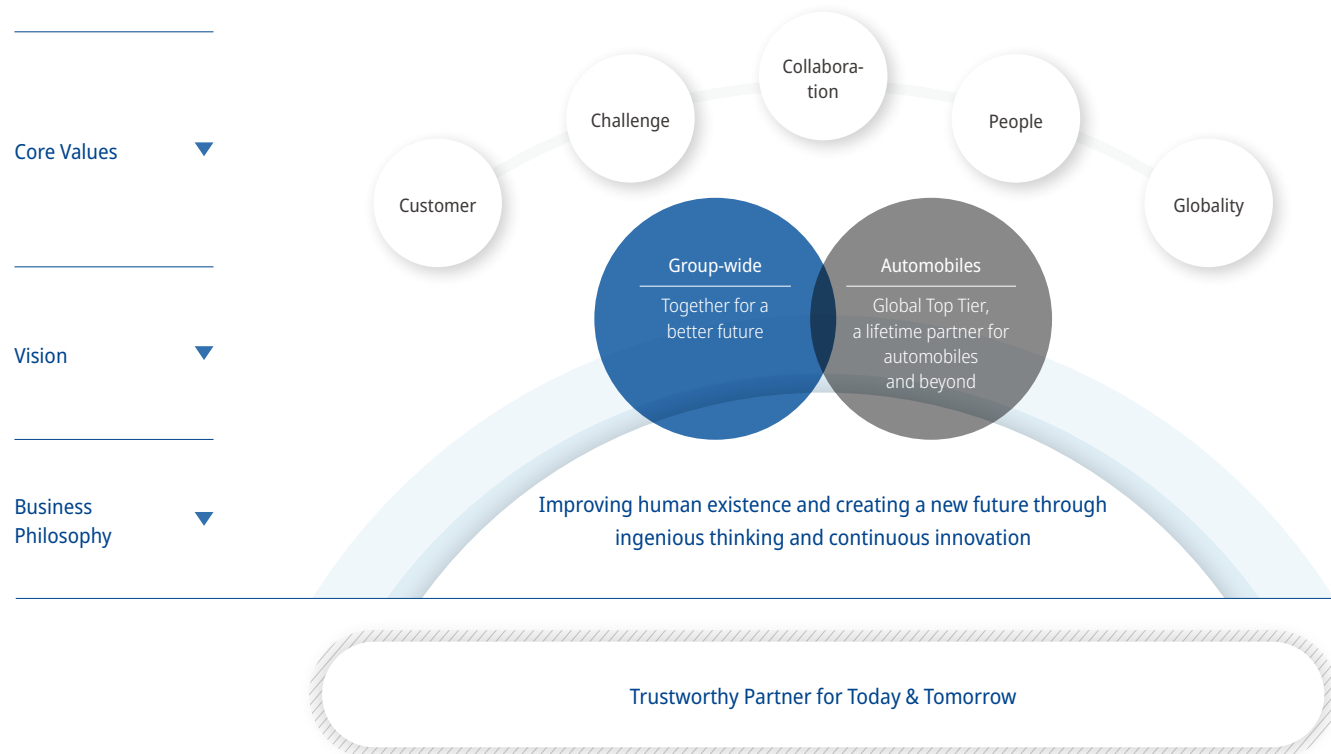 Core Values
Customer
Challenge
Collabora-
tion
People
Globality
Vision
Group-wide
Together for a
better future
Automobiles
Global Top Tier,
a lifetime partner for
automobiles
and beyond
Business
Philosophy
Improving human existence and creating a new future through
ingenious thinking and continuous innovation
Trustworthy Partner for Today & Tomorrow